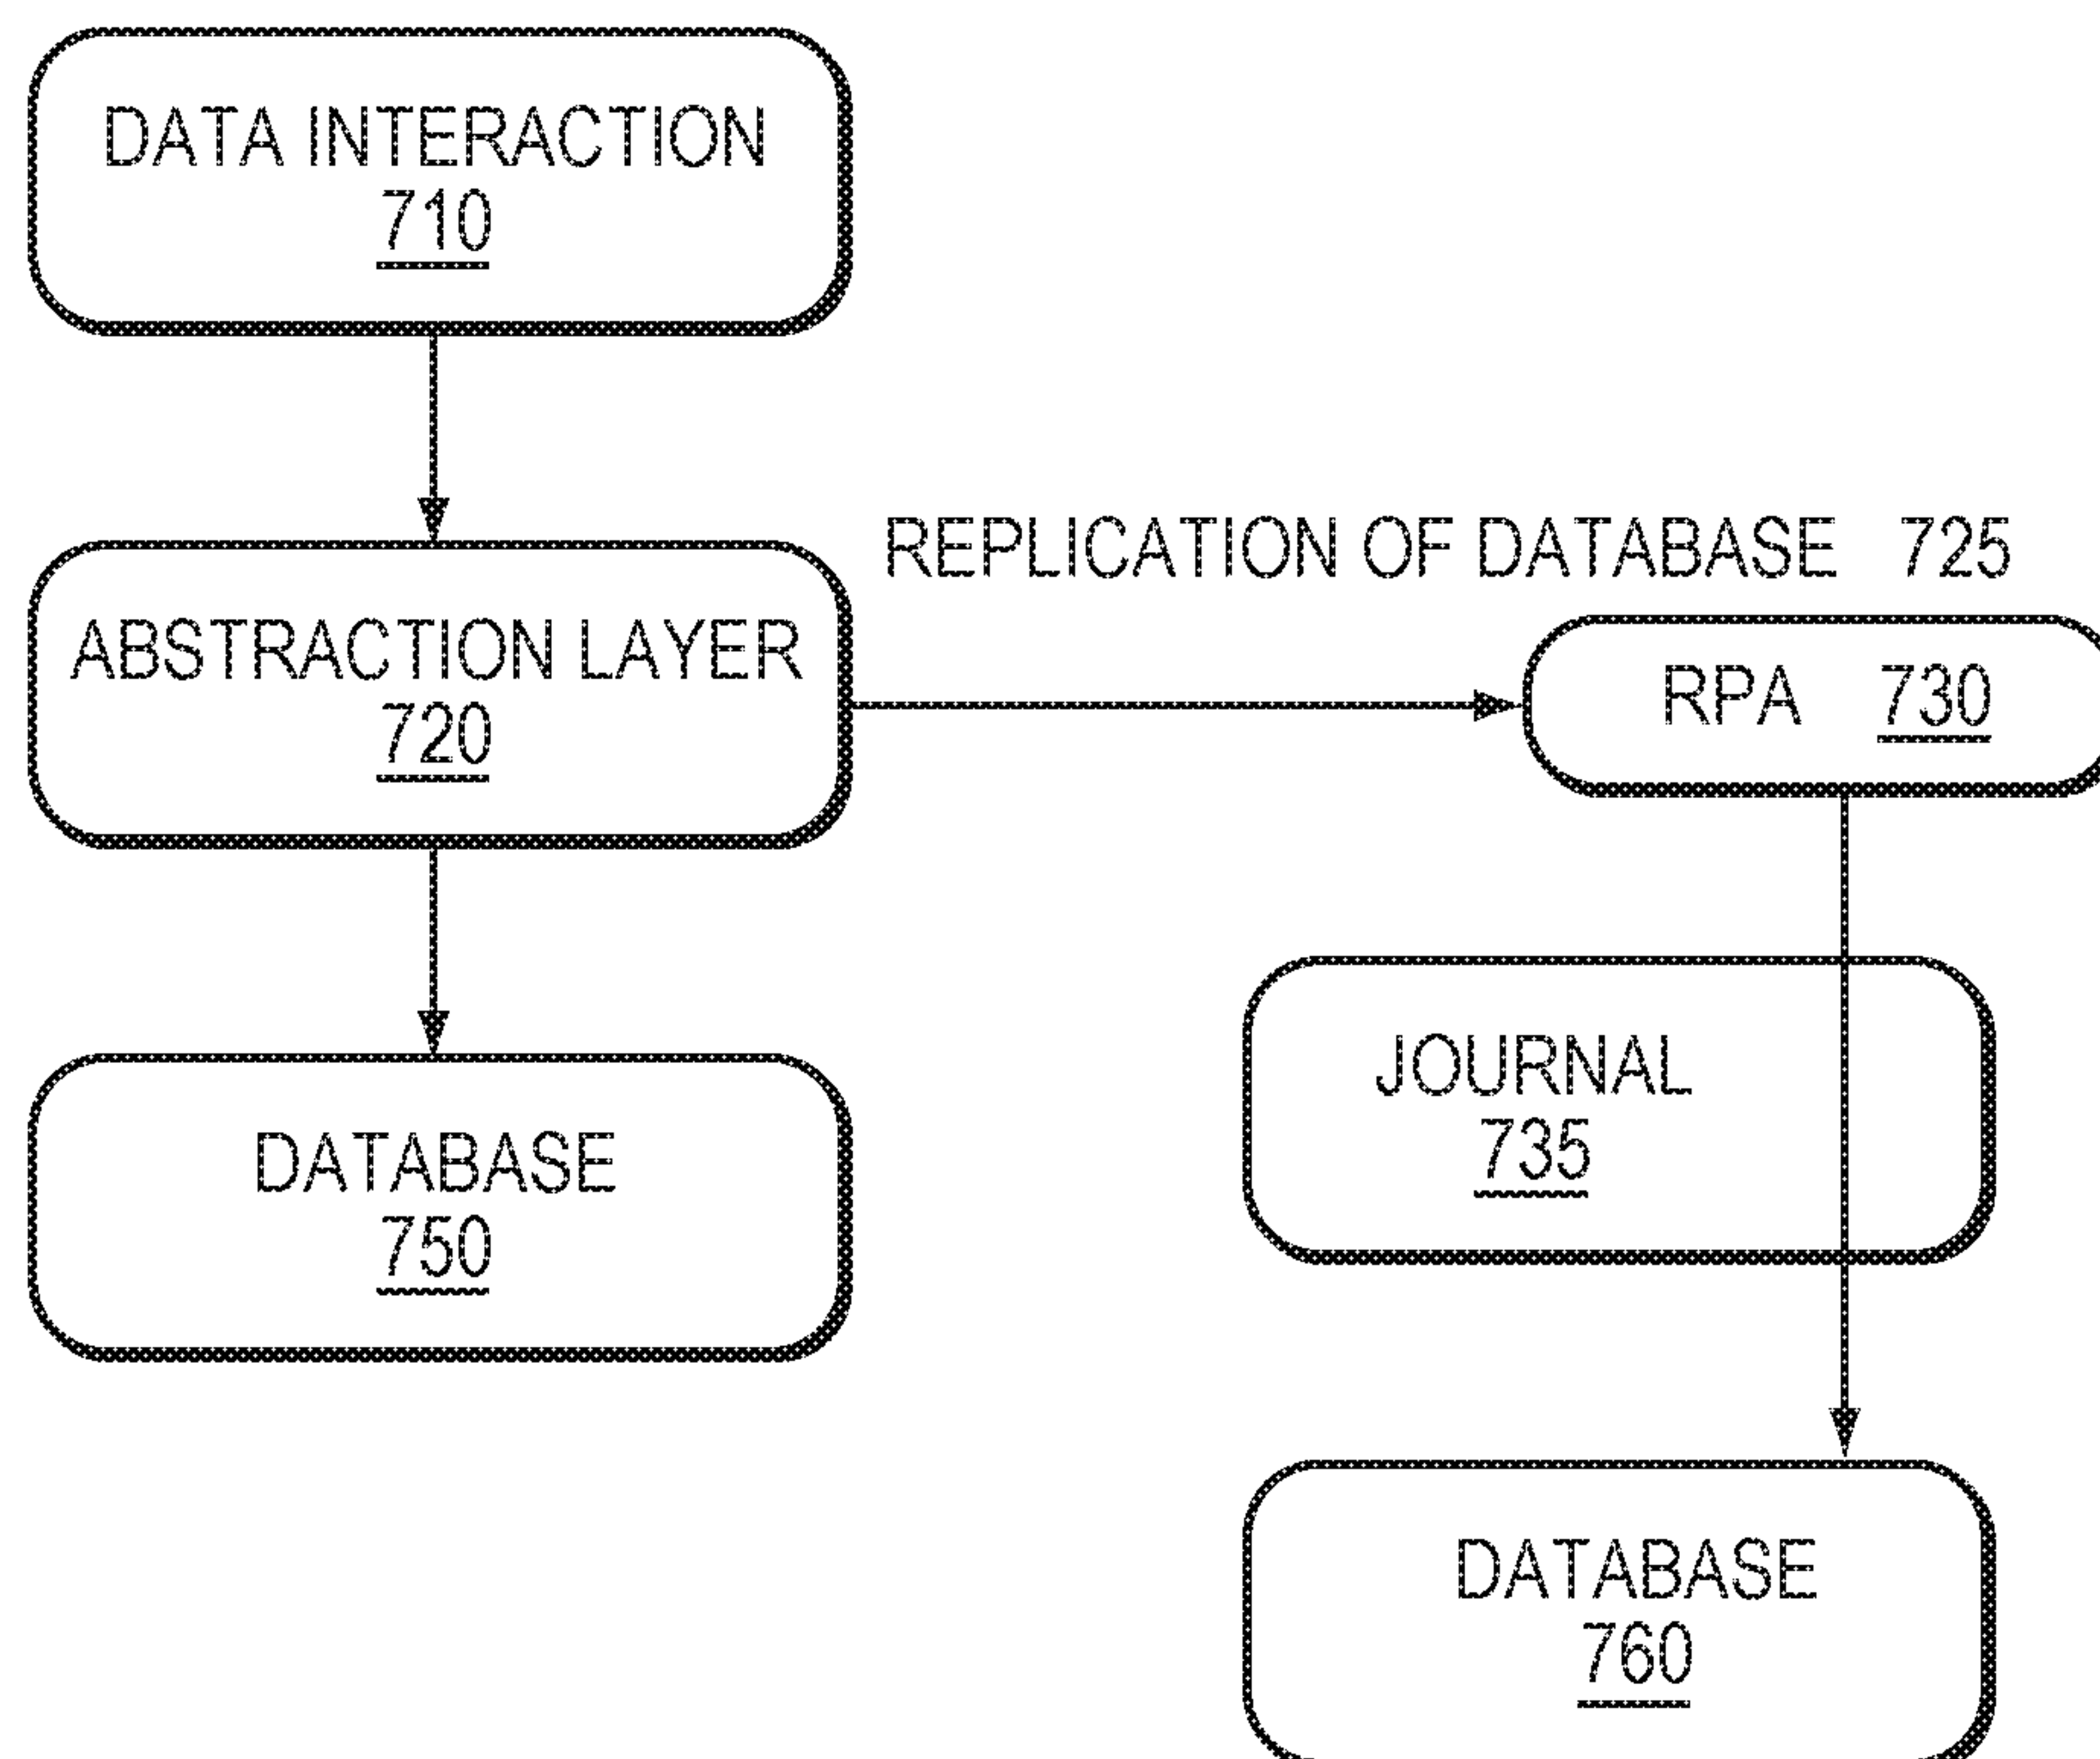 DATA INTERACTION
710
REPLICATION OF DATABASE 725
ABSTRACTION LAYER
720
RPA 730
JOURNAL
735
DATABASE
750
DATABASE
760